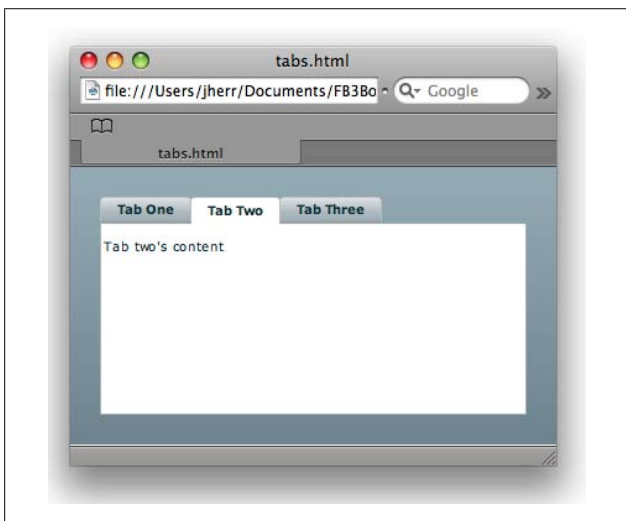 tabs.html
file:///Users/jherr/Documents/FB3Bo
Google
tabs.html
Tab One
Tab Two
Tab Three
Tab two's content